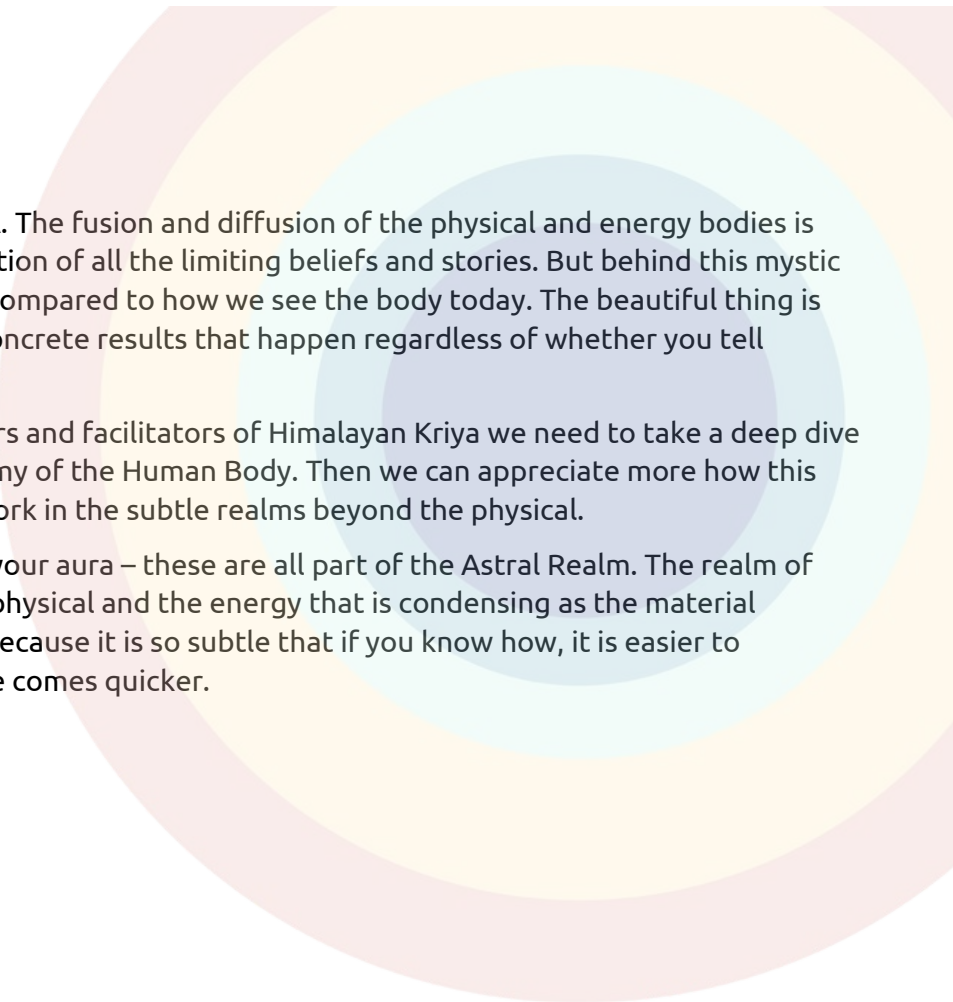 . The fusion and diffusion of the physical and energy bodies is
tion of all the limiting beliefs and stories. But behind this mystic
ompared to how we see the body today. The beautiful thing is
oncrete results that happen regardless of whether you tell
rs and facilitators of Himalayan Kriya we need to take a deep dive
my of the Human Body. Then we can appreciate more how this
ork in the subtle realms beyond the physical.
your aura – these are all part of the Astral Realm. The realm of
physical and the energy that is condensing as the material
ecause it is so subtle that if you know how, it is easier to
e comes quicker.